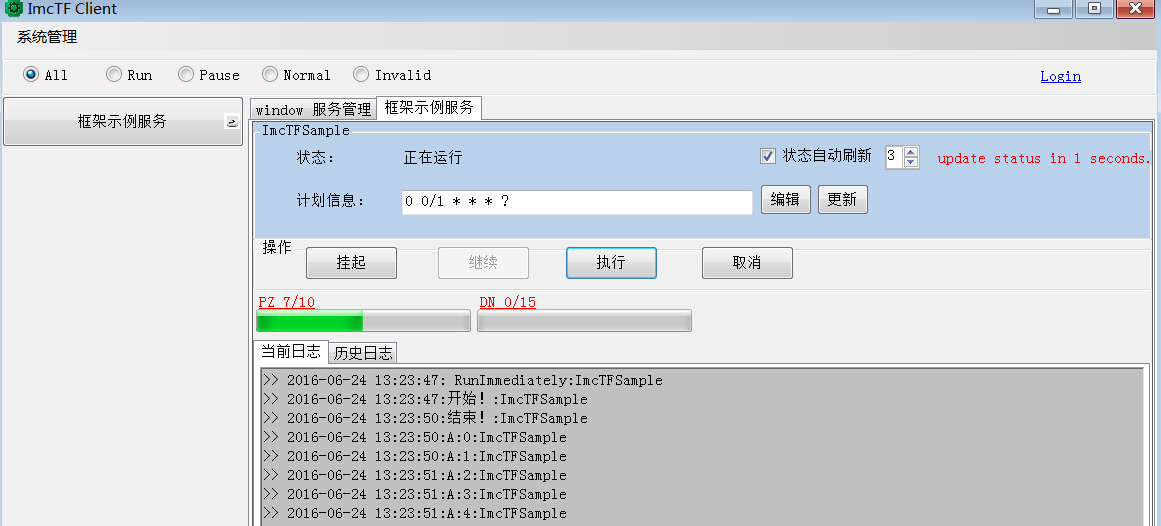 ImcTF Client
系统管理
All Run Pause Normal Invalid Login
框架示例服务 >
window 服务管理 框架示例服务
ImcTFSample
状态： 正在运行 状态自动刷新 3 update status in 1 seconds.
计划信息： 0 0/1 * * * ? 编辑 更新
操作 挂起 继续 执行 取消
PZ 7/10 DN 0/15
当前日志 历史日志
>> 2016-06-24 13:23:47: RunImmediately:ImcTFSample
>> 2016-06-24 13:23:47:开始！:ImcTFSample
>> 2016-06-24 13:23:50:结束！:ImcTFSample
>> 2016-06-24 13:23:50:A:0:ImcTFSample
>> 2016-06-24 13:23:50:A:1:ImcTFSample
>> 2016-06-24 13:23:51:A:2:ImcTFSample
>> 2016-06-24 13:23:51:A:3:ImcTFSample
>> 2016-06-24 13:23:51:A:4:ImcTFSample